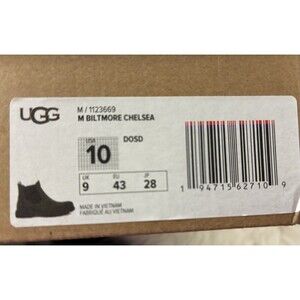 UGG
M / 1123669
M BILTMORE CHELSEA
USA
10
DOSD
UK EU JP
9 43 28
MADE IN VIETNAM
FABRIQUÉ AU VIETNAM
1 94715 62710 9